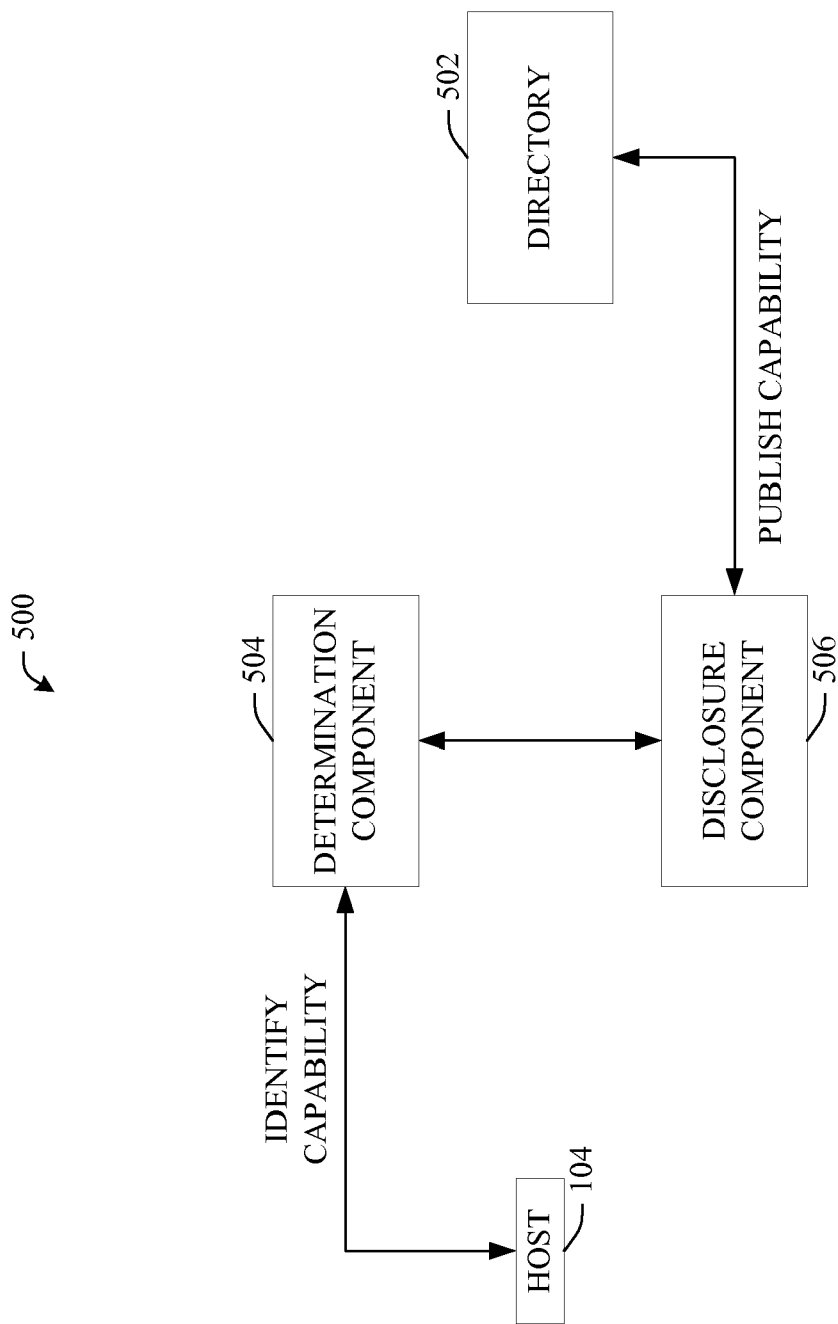 500
504
DETERMINATION
COMPONENT
IDENTIFY
CAPABILITY
HOST
104
502
DIRECTORY
DISCLOSURE
COMPONENT
506
PUBLISH CAPABILITY